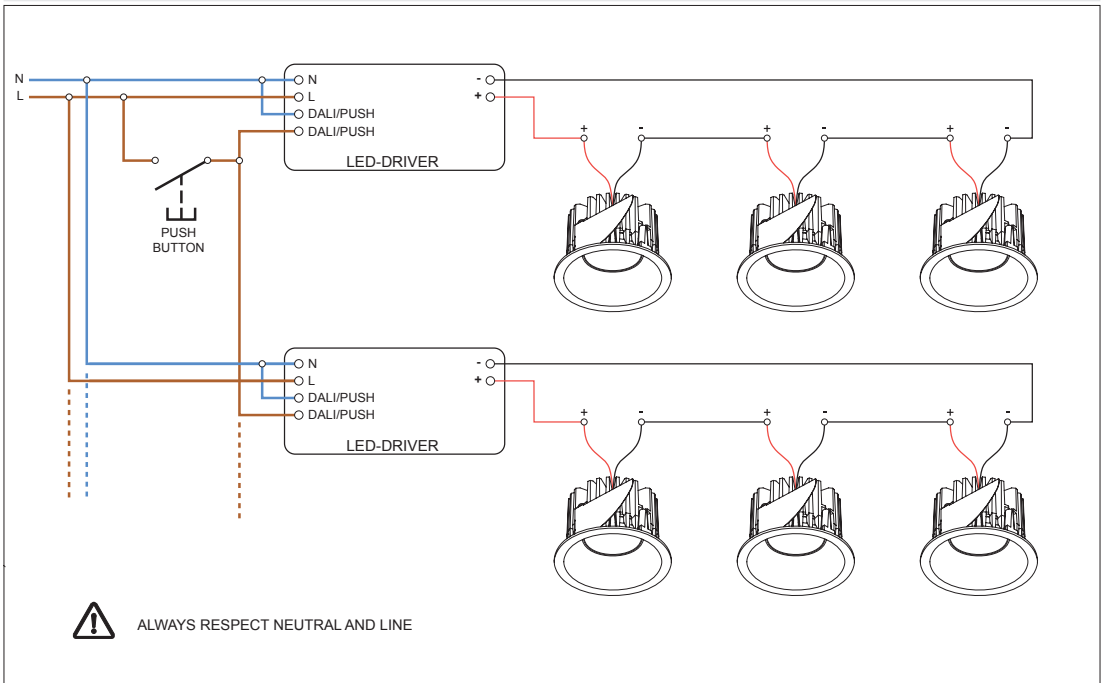 N
L
N
L
DALI/PUSH
DALI/PUSH
LED-DRIVER
-
+
+ - + - + -
PUSH
BUTTON
N
L
DALI/PUSH
DALI/PUSH
LED-DRIVER
-
+
+ - + - + -
ALWAYS RESPECT NEUTRAL AND LINE